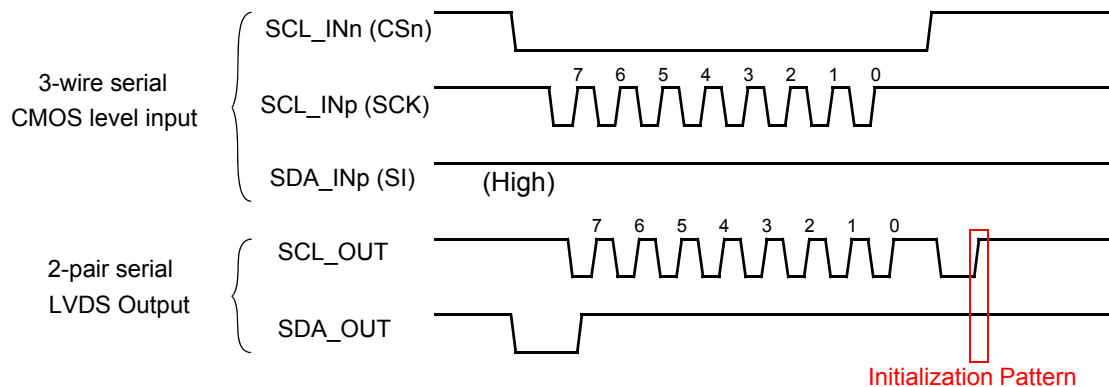 SCL_INn (CSn)
7 6 5 4 3 2 1 0
3-wire serial
CMOS level input
SCL_INp (SCK)
SDA_INp (SI)
(High)
7 6 5 4 3 2 1 0
SCL_OUT
2-pair serial
LVDS Output
SDA_OUT
Initialization Pattern